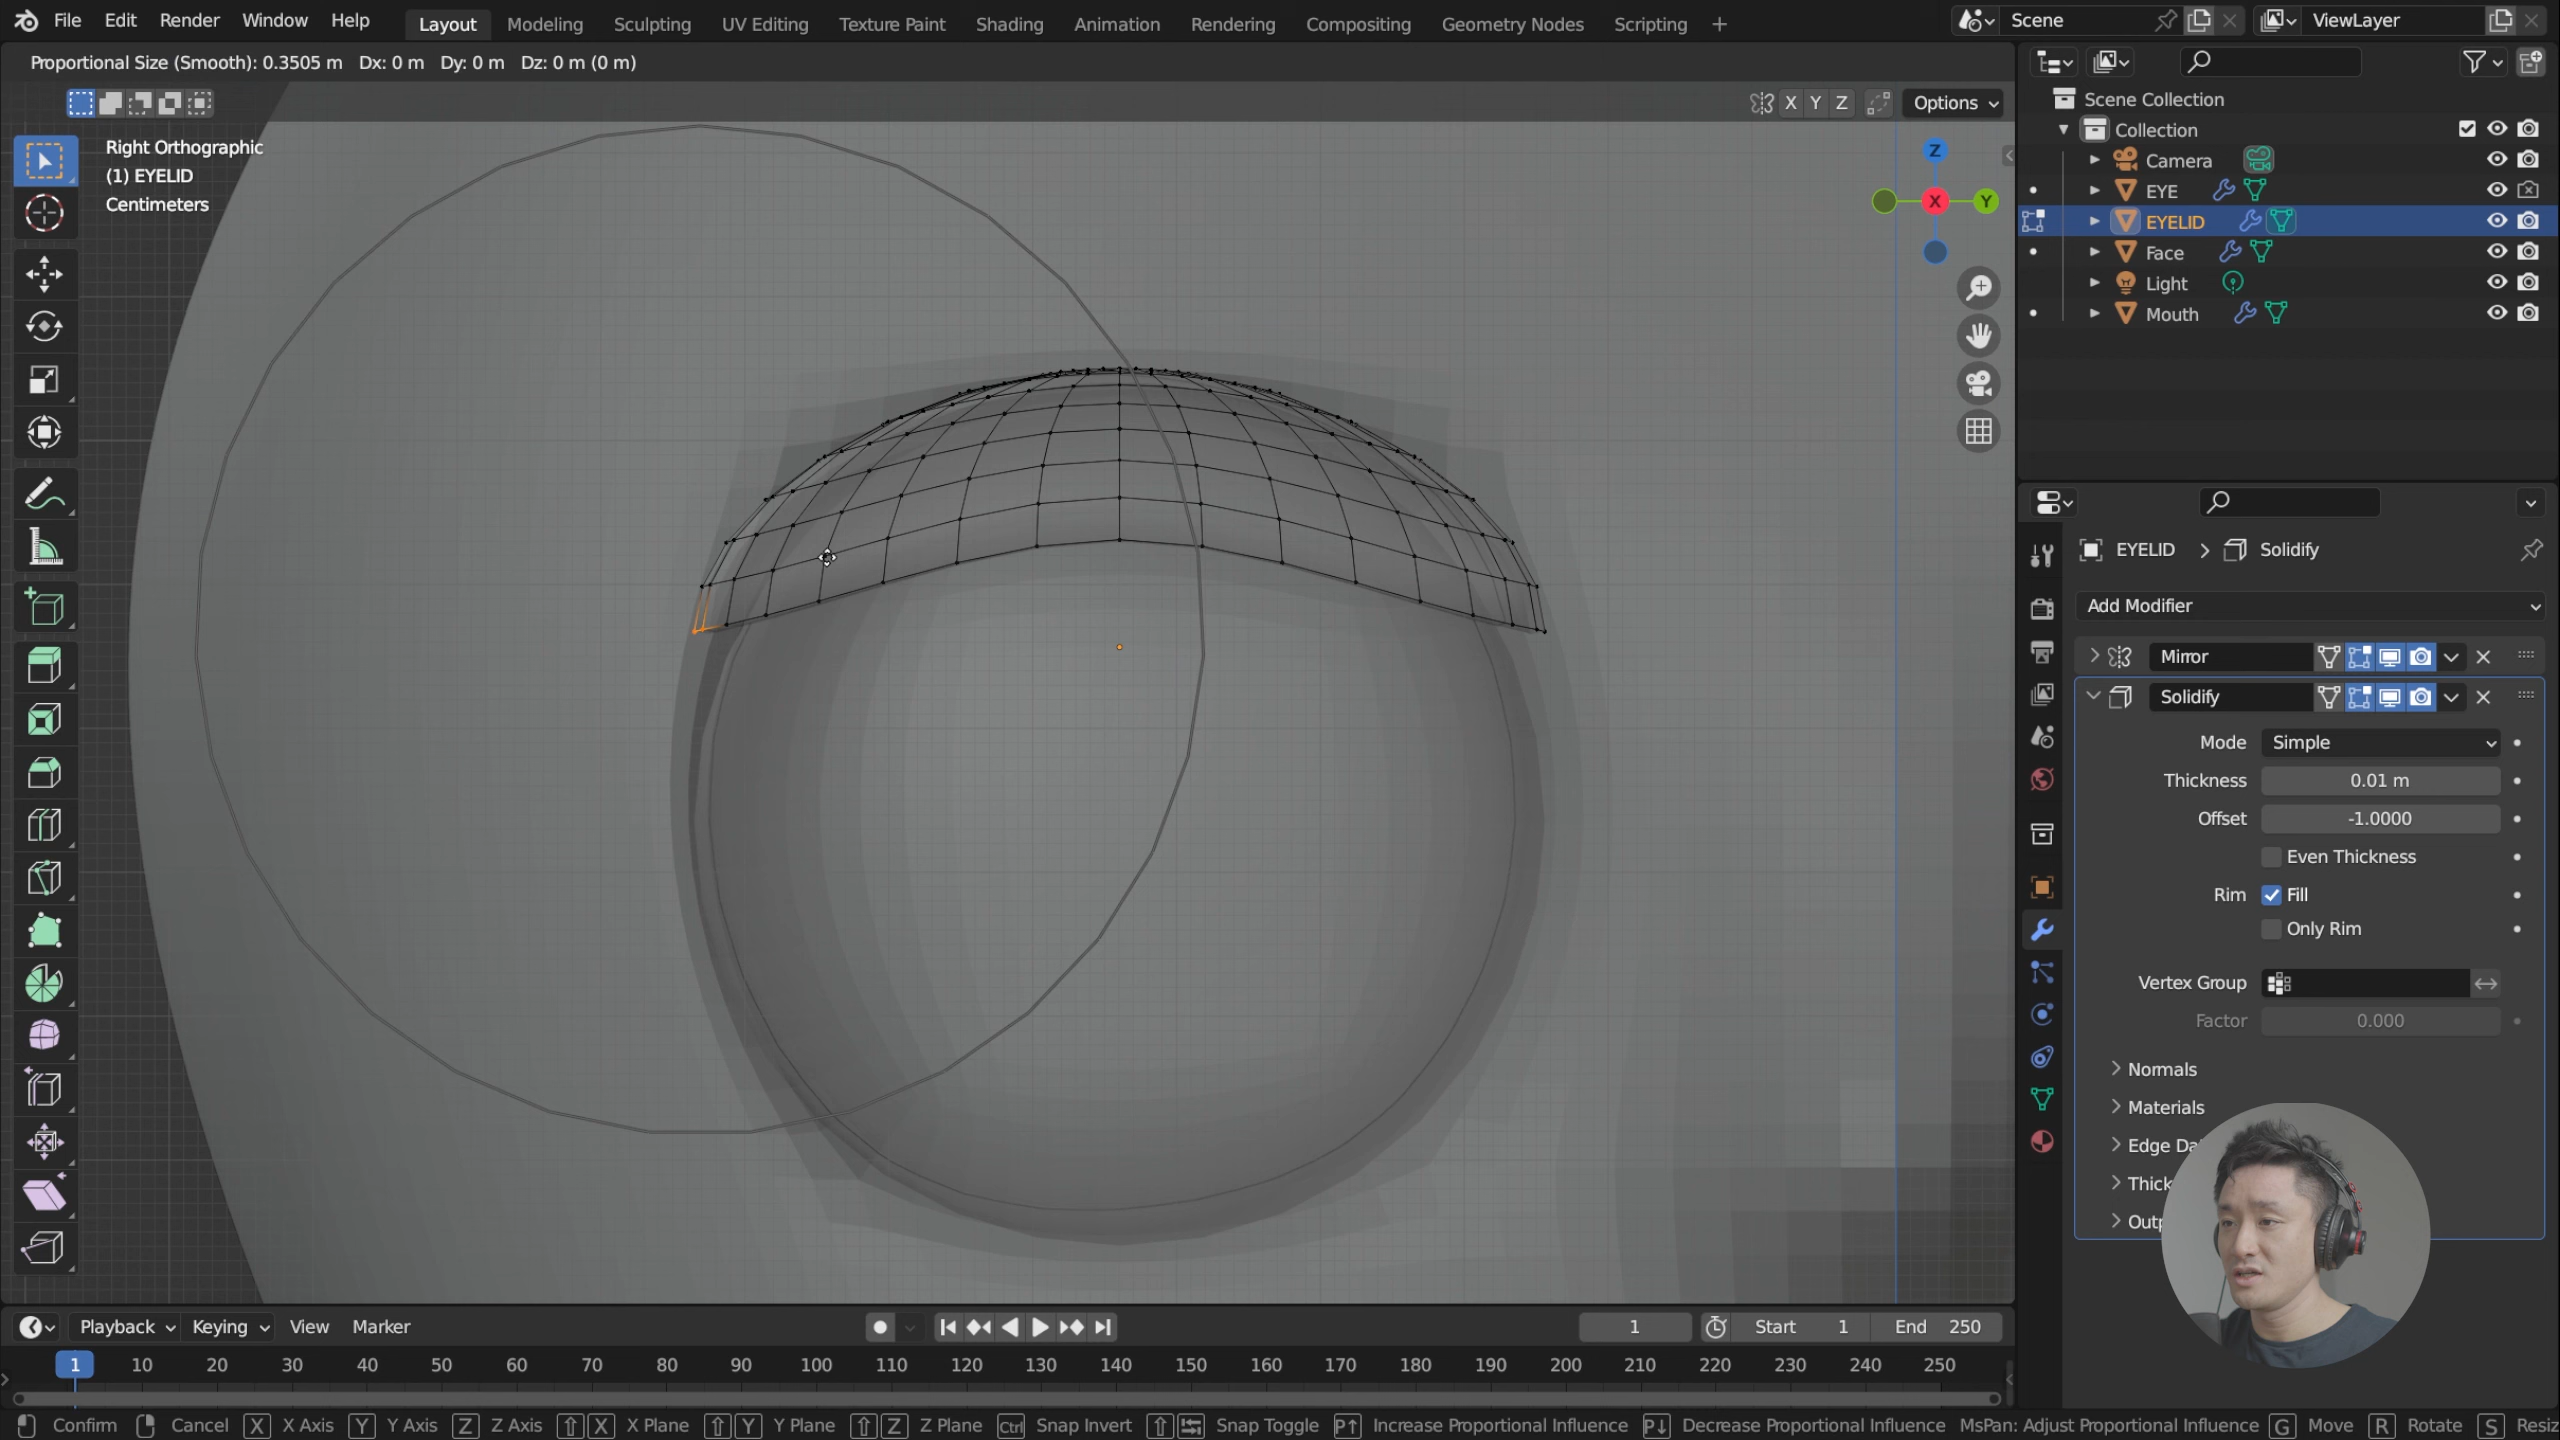 File Edit Render Window Help Layout Modeling Sculpting UV Editing Texture Paint Shading Animation Rendering Compositing Geometry Nodes Scripting + Scene ViewLayer
Proportional Size (Smooth): 0.3505 m Dx: 0 m Dy: 0 m Dz: 0 m (0 m)
X Y Z Options
Right Orthographic
(1) EYELID
Centimeters
Z
X
Y
Scene Collection
Collection
Camera
EYE
EYELID
Face
Light
Mouth
EYELID > Solidify
Add Modifier
Mirror
Solidify
Mode Simple
Thickness 0.01 m
Offset -1.0000
Even Thickness
Rim Fill
Only Rim
Vertex Group
Factor 0.000
Normals
Materials
Edge Da
Thick
Outp
Playback Keying View Marker 1 Start 1 End 250
1 10 20 30 40 50 60 70 80 90 100 110 120 130 140 150 160 170 180 190 200 210 220 230 240 250
Confirm Cancel X X Axis Y Y Axis Z Z Axis X X Plane Y Y Plane Z Z Plane Ctrl Snap Invert Snap Toggle P↑ Increase Proportional Influence P↓ Decrease Proportional Influence MsPan: Adjust Proportional Influence G Move R Rotate S Resiz